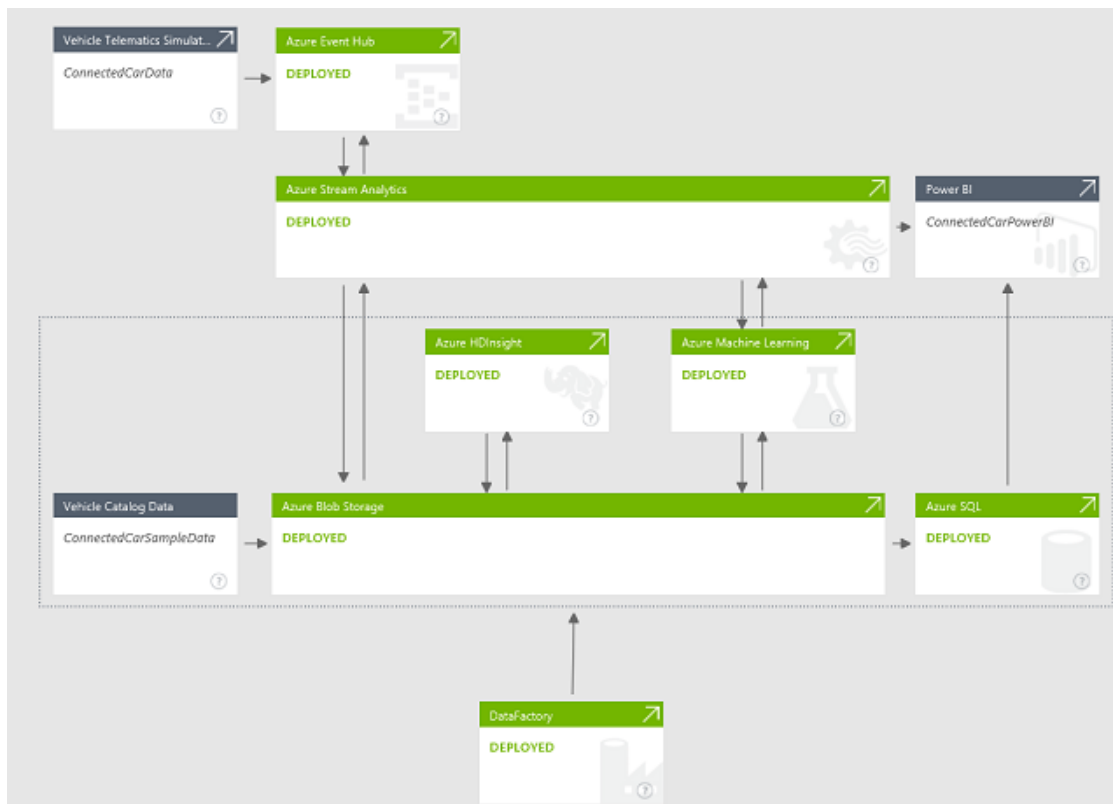 Vehicle Telematics Simulat...
ConnectedCarData
?
Azure Event Hub
DEPLOYED
?
Azure Stream Analytics
DEPLOYED
?
Power BI
ConnectedCarPowerBI
?
Azure HDInsight
DEPLOYED
?
Azure Machine Learning
DEPLOYED
?
Vehicle Catalog Data
ConnectedCarSampleData
?
Azure Blob Storage
DEPLOYED
Azure SQL
DEPLOYED
?
DataFactory
DEPLOYED
?